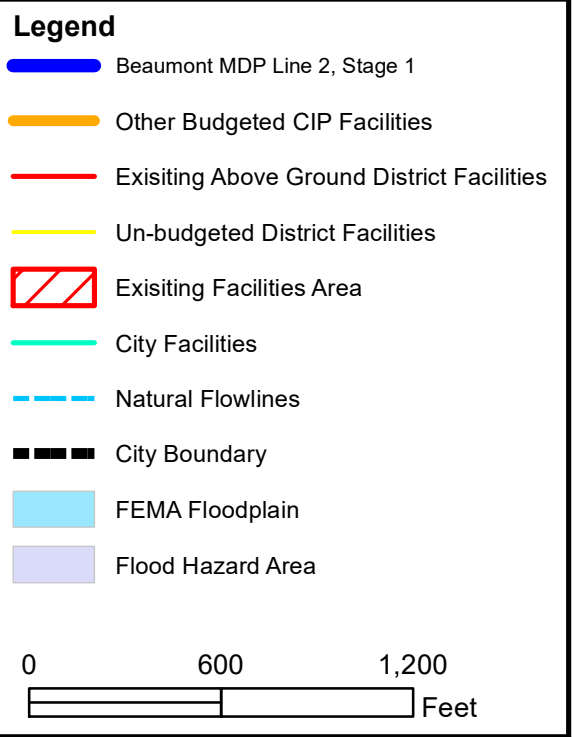 Legend
Beaumont MDP Line 2, Stage 1
Other Budgeted CIP Facilities
Exisiting Above Ground District Facilities
Un-budgeted District Facilities
Exisiting Facilities Area
City Facilities
Natural Flowlines
City Boundary
FEMA Floodplain
Flood Hazard Area
0 600 1,200
Feet